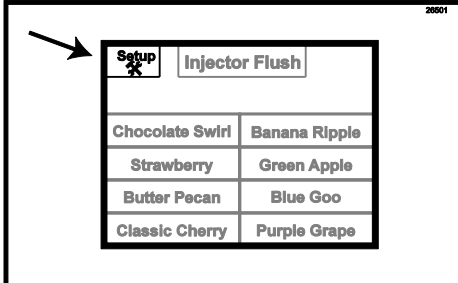 26501
Setup
Injector Flush
Chocolate Swirl
Banana Ripple
Strawberry
Green Apple
Butter Pecan
Blue Goo
Classic Cherry
Purple Grape